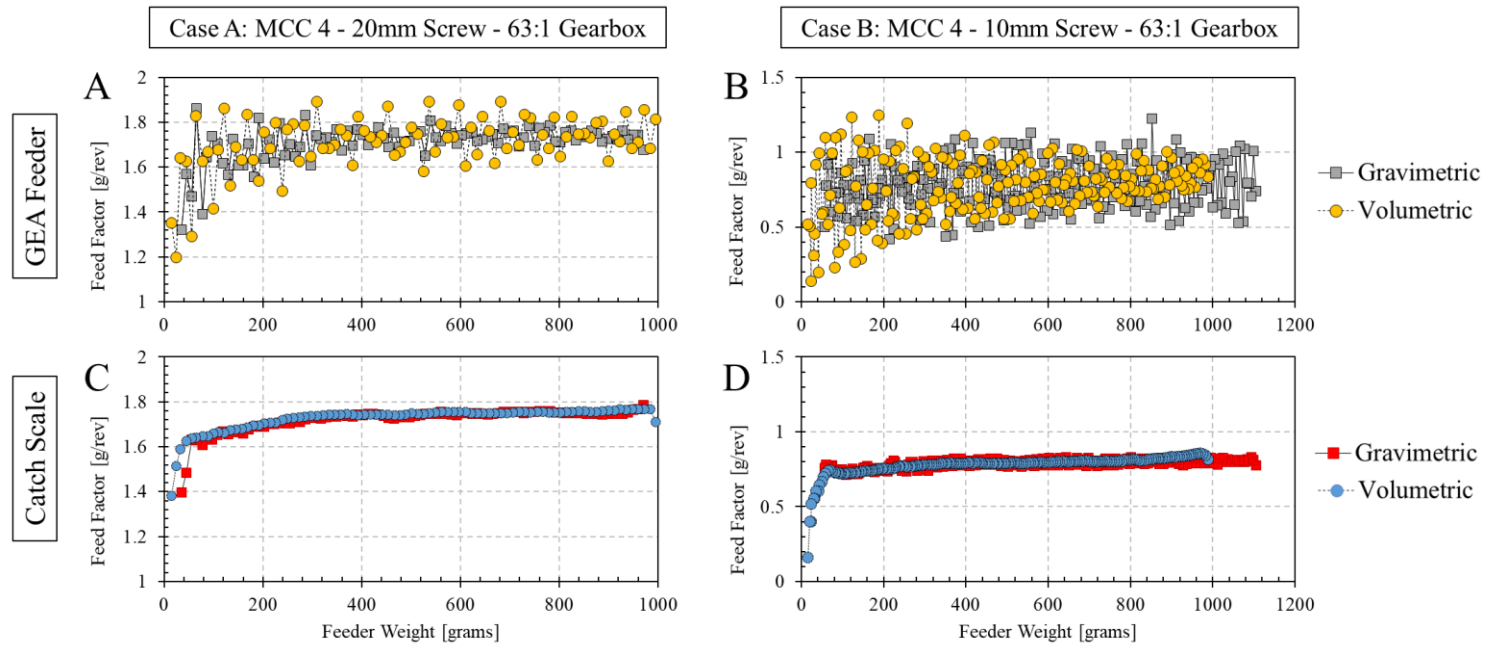 Case A: MCC 4 - 20mm Screw - 63:1 Gearbox
Case B: MCC 4 - 10mm Screw - 63:1 Gearbox
GEA Feeder
A
Feed Factor [g/rev]
2
1.8
1.6
1.4
1.2
1
0
200
400
600
800
1000
B
Feed Factor [g/rev]
1.5
1
0.5
0
0
200
400
600
800
1000
1200
Gravimetric
Volumetric
Catch Scale
C
Feed Factor [g/rev]
2
1.8
1.6
1.4
1.2
1
0
200
400
600
800
1000
Feeder Weight [grams]
D
Feed Factor [g/rev]
1.5
1
0.5
0
0
200
400
600
800
1000
1200
Feeder Weight [grams]
Gravimetric
Volumetric